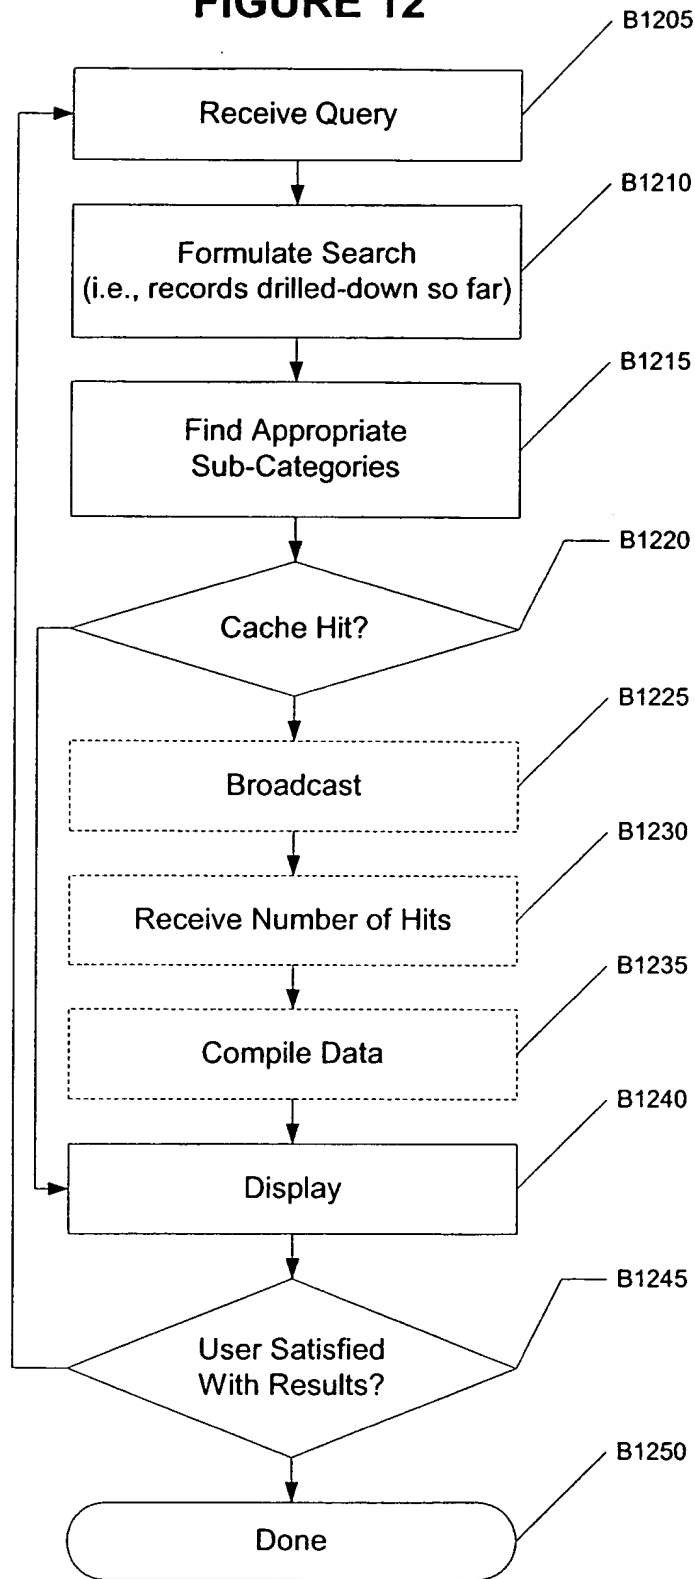 FIGURE 12
B1205
Receive Query
B1210
Formulate Search
(i.e., records drilled-down so far)
B1215
Find Appropriate
Sub-Categories
B1220
Cache Hit?
B1225
Broadcast
B1230
Receive Number of Hits
B1235
Compile Data
B1240
Display
B1245
User Satisfied
With Results?
B1250
Done